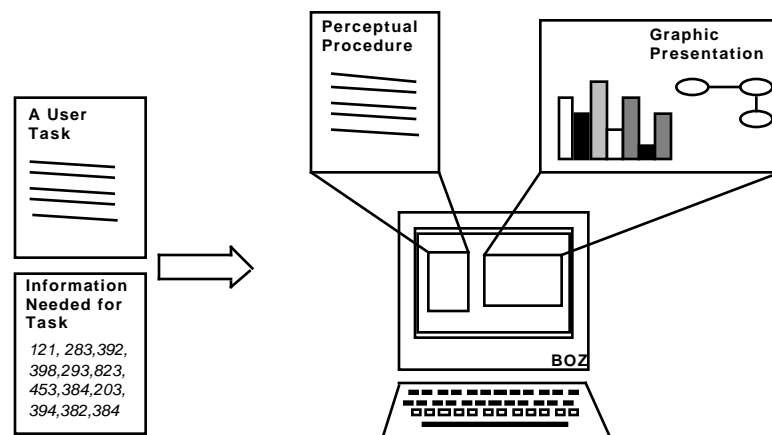 A User
Task
Information
Needed for
Task
121, 283,392,
398,293,823,
453,384,203,
394,382,384
Perceptual
Procedure
Graphic
Presentation
BOZ